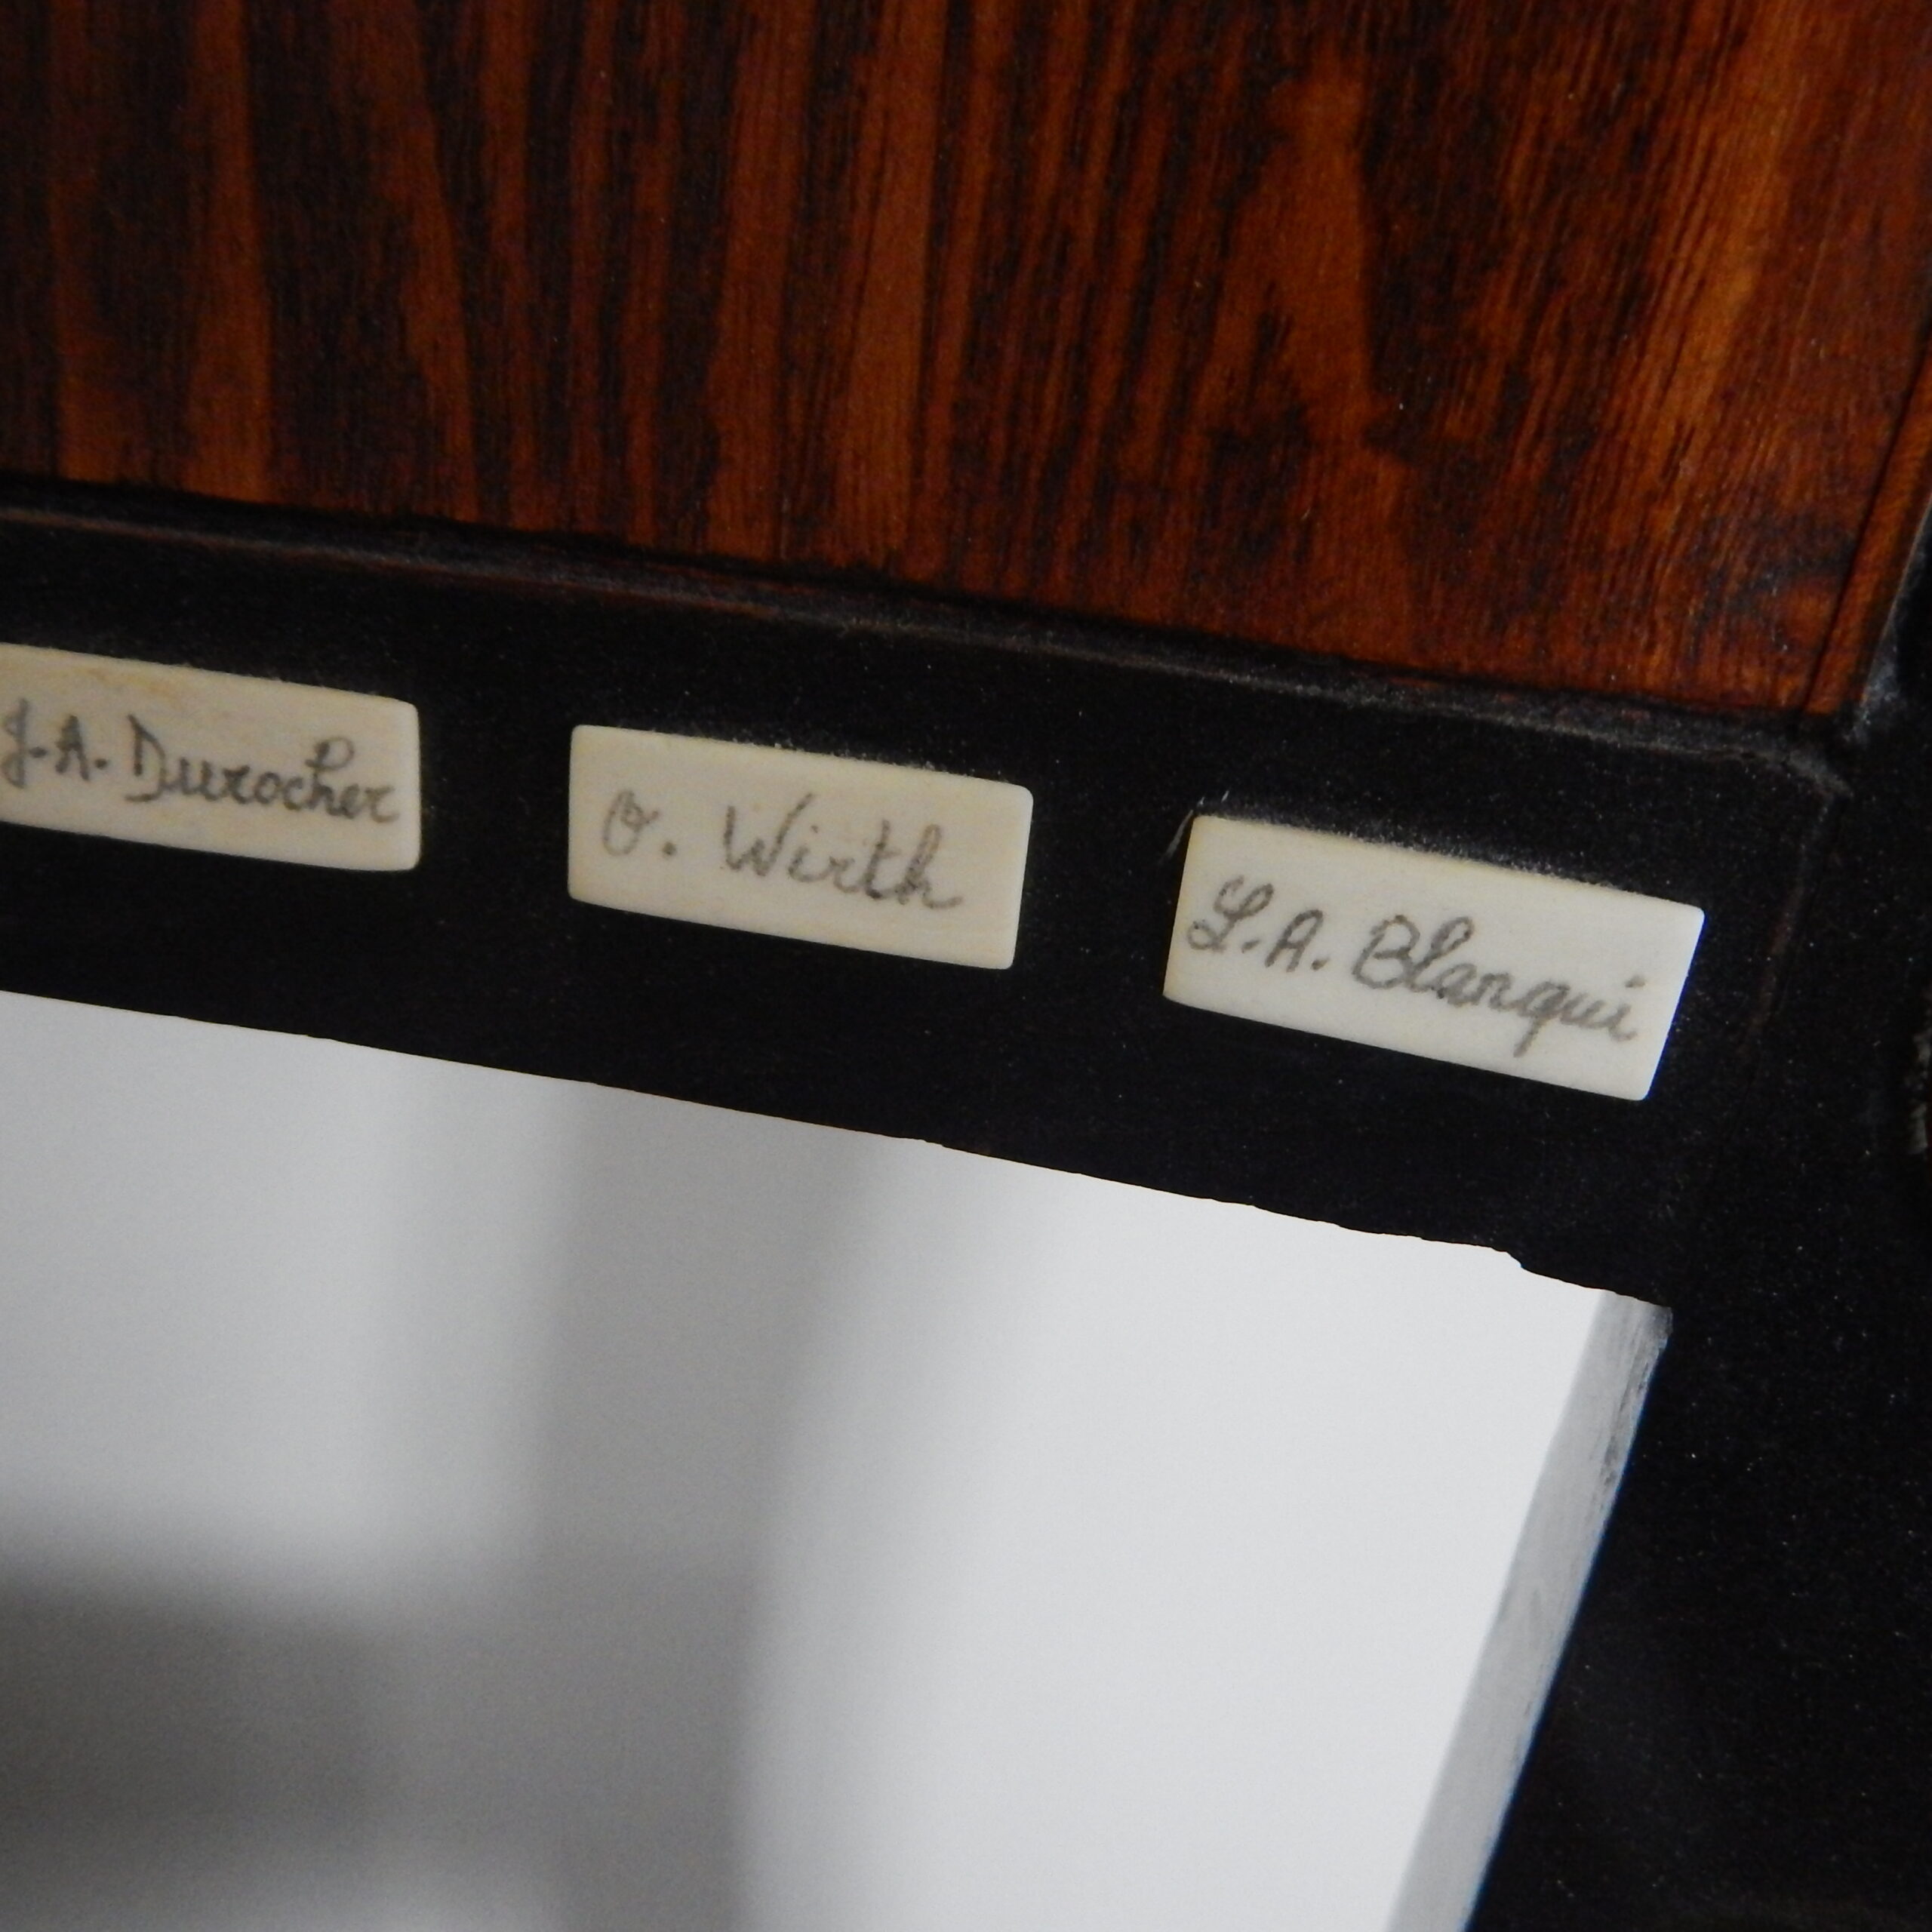 J.A. Durocher
O. Wirth
L.A. Blanqui